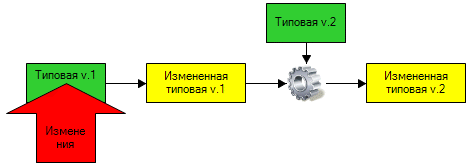 Типовая v.2
Типовая v.1
Измененная
типовая v.1
Измененная
типовая v.2
Измене
ния